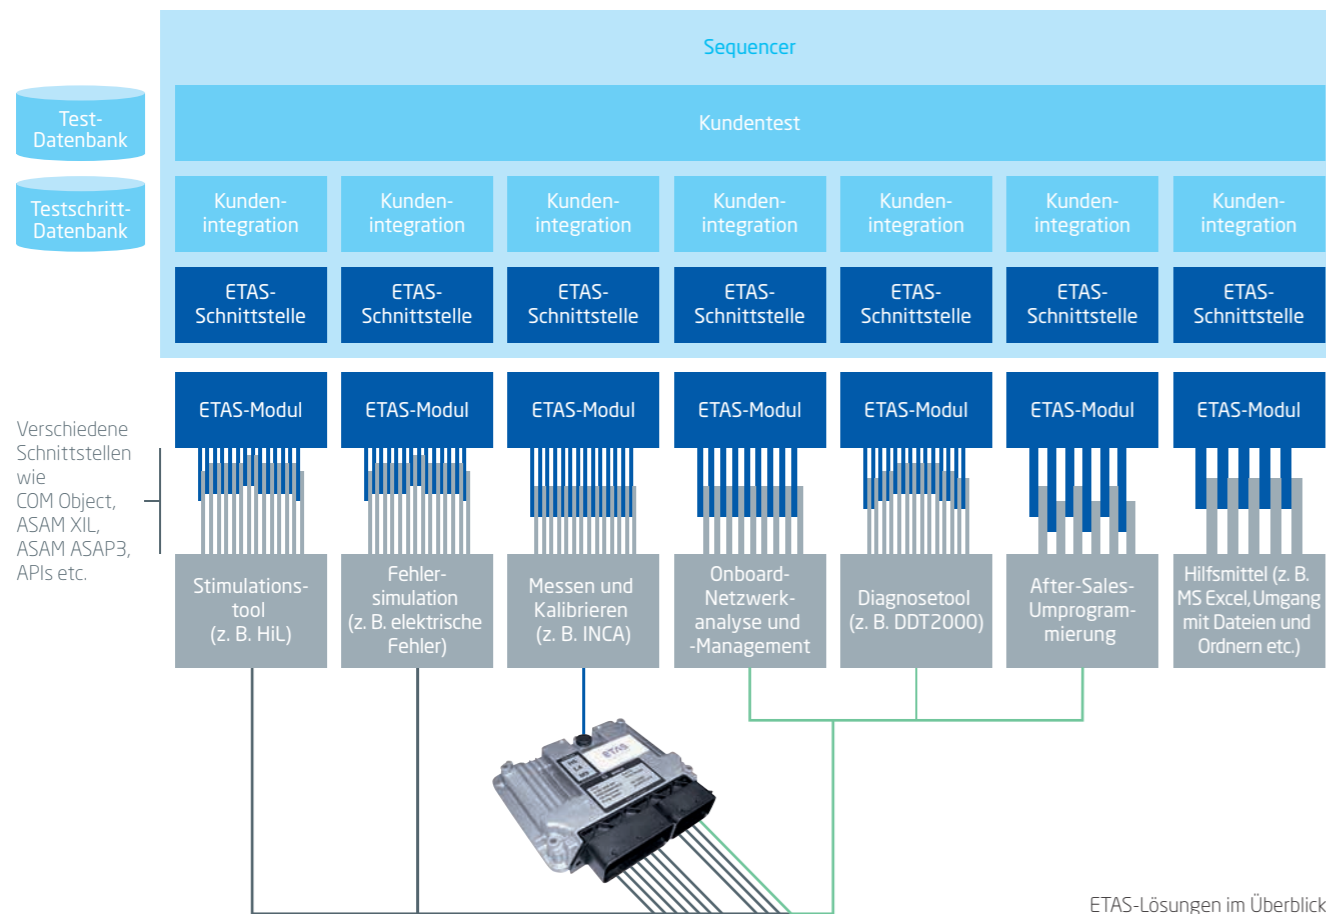 Sequencer
Test-
Datenbank
Kundentest
Testschritt-
Datenbank
Kunden-
integration
Kunden-
integration
Kunden-
integration
Kunden-
integration
Kunden-
integration
Kunden-
integration
Kunden-
integration
ETAS-
Schnittstelle
ETAS-
Schnittstelle
ETAS-
Schnittstelle
ETAS-
Schnittstelle
ETAS-
Schnittstelle
ETAS-
Schnittstelle
ETAS-
Schnittstelle
ETAS-Modul
ETAS-Modul
ETAS-Modul
ETAS-Modul
ETAS-Modul
ETAS-Modul
ETAS-Modul
Verschiedene
Schnittstellen
wie
COM Object,
ASAM XIL,
ASAM ASAP3,
APIs etc.
Stimulations-
tool
(z. B. HiL)
Fehler-
simulation
(z. B. elektrische
Fehler)
Messen und
Kalibrieren
(z. B. INCA)
Onboard-
Netzwerk-
analyse und
-Management
Diagnosetool
(z. B. DDT2000)
After-Sales-
Umprogram-
mierung
Hilfsmittel (z. B.
MS Excel, Umgang
mit Dateien und
Ordnern etc.)
ETAS
ETAS-Lösungen im Überblick